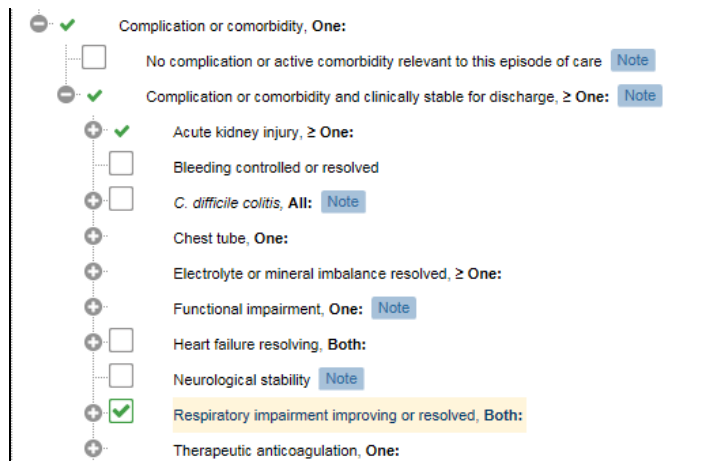 Complication or comorbidity, One:
No complication or active comorbidity relevant to this episode of care Note
Complication or comorbidity and clinically stable for discharge, ≥ One: Note
Acute kidney injury, ≥ One:
Bleeding controlled or resolved
C. difficile colitis, All: Note
Chest tube, One:
Electrolyte or mineral imbalance resolved, ≥ One:
Functional impairment, One: Note
Heart failure resolving, Both:
Neurological stability Note
Respiratory impairment improving or resolved, Both:
Therapeutic anticoagulation, One: